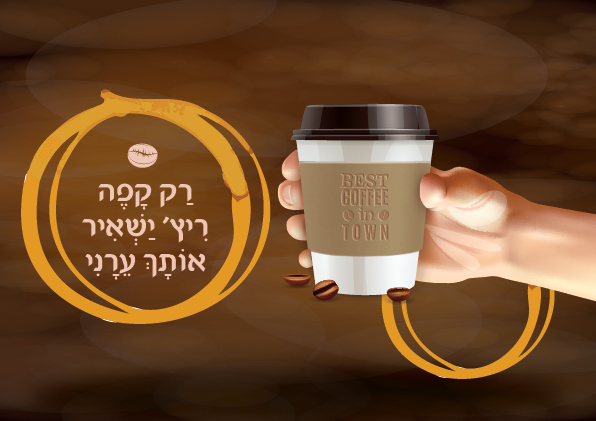 רַק קָפֶה
רִיץ' יַשְׁאִיר
אוֹתָךְ עֵרָנִי
BEST
COFFEE
in
TOWN